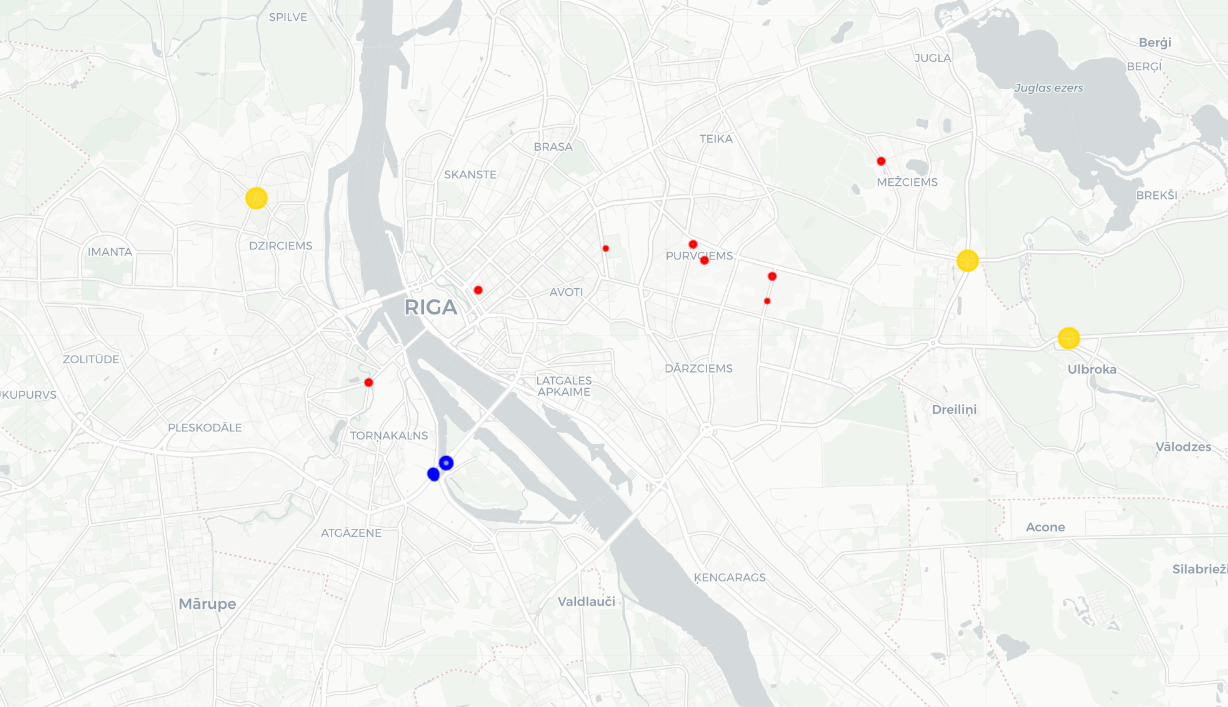 SPILVE
Berģi
JUGLA
BERĢI
Juglas ezers
TEIKA
BRASA
SKANSTE
MEŽCIEMS
BREKŠI
DZIRCIEMS
IMANTA
PURVCIEMS
AVOTI
RIGA
ZOLITŪDE
DĀRZCIEMS
Ulbroka
LATGALES
APKAIME
UKUPURVS
Dreiliņi
PLESKODĀLE
TORNAKALNS
Vālodzes
Acone
ATGĀZENE
Silabrieži
ĶENGARAGS
Valdlauči
Mārupe